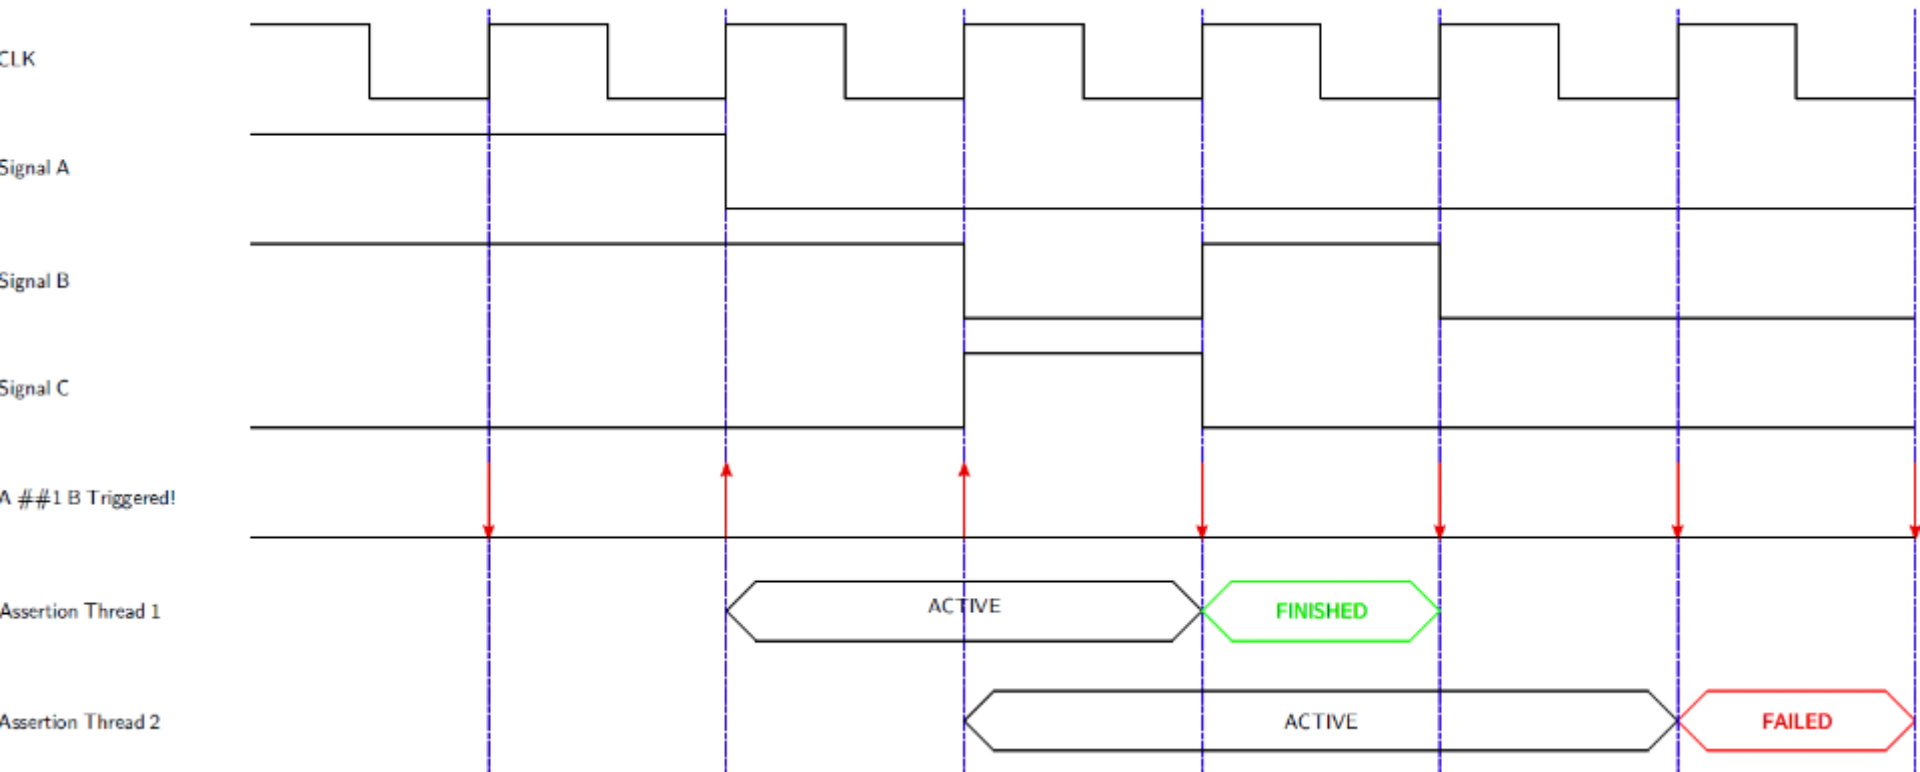 CLK
Signal A
Signal B
Signal C
A ##1 B Triggered!
Assertion Thread 1
ACTIVE
FINISHED
Assertion Thread 2
ACTIVE
FAILED